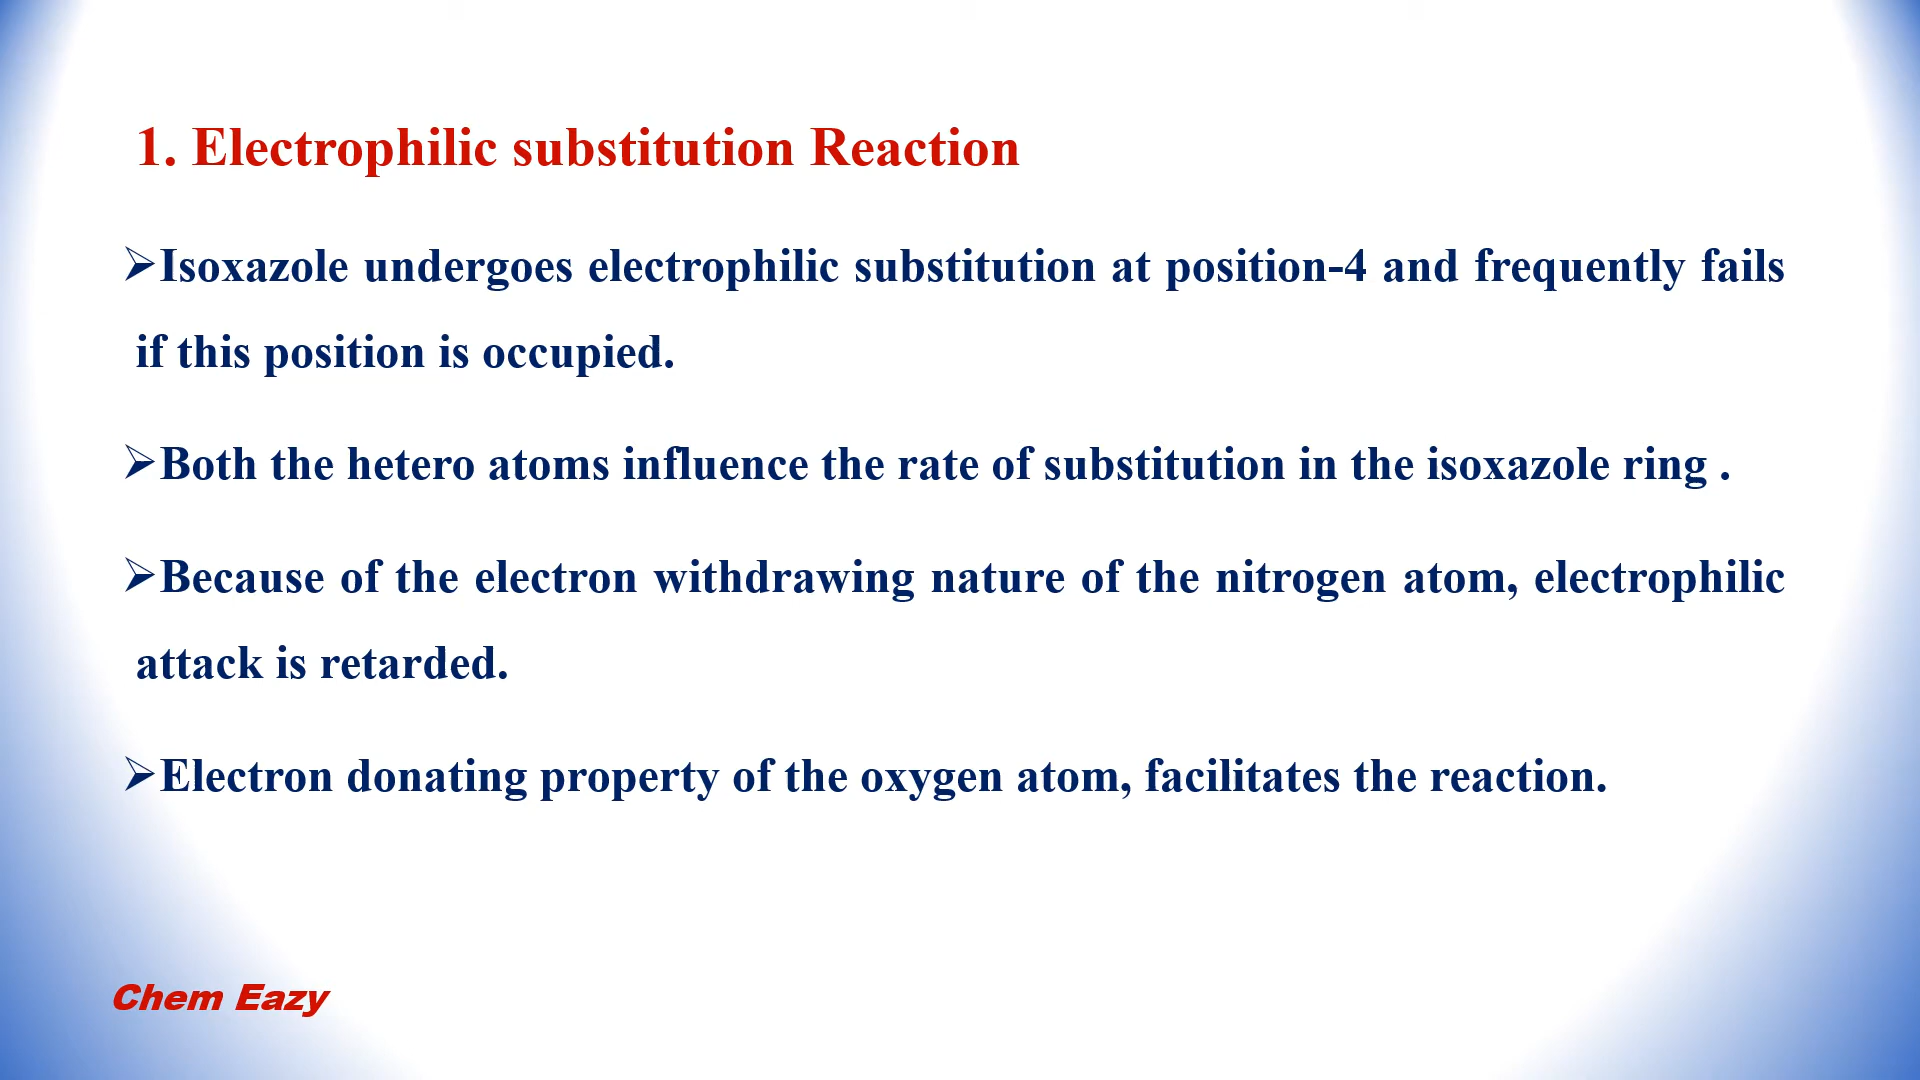 1. Electrophilic substitution Reaction
➢Isoxazole undergoes electrophilic substitution at position-4 and frequently fails
if this position is occupied.
➢Both the hetero atoms influence the rate of substitution in the isoxazole ring .
➢Because of the electron withdrawing nature of the nitrogen atom, electrophilic
attack is retarded.
➢Electron donating property of the oxygen atom, facilitates the reaction.
Chem Eazy